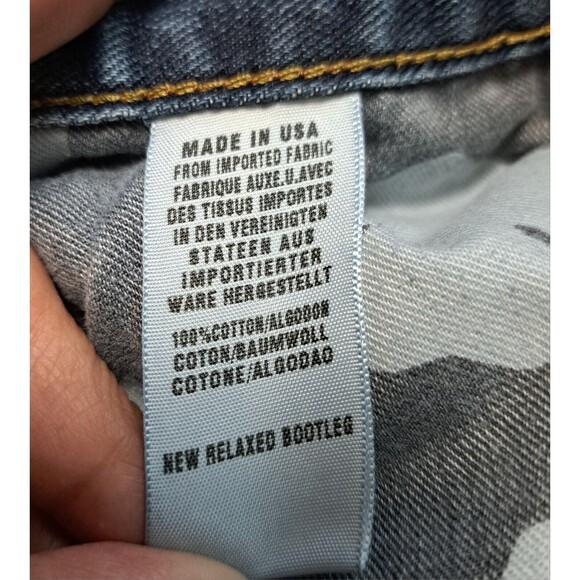 MADE IN USA
FROM IMPORTED FABRIC
FABRIQUE AUXE.U.AVEC
DES TISSUS IMPORTES
IN DEN VEREINIGTEN
STATEEN AUS
IMPORTIERTER
WARE HERGESTELLT
100%COTTON/ALGODON
COTON/BAUMWOLL
COTONE/ALGODAO
NEW RELAXED BOOTLEG